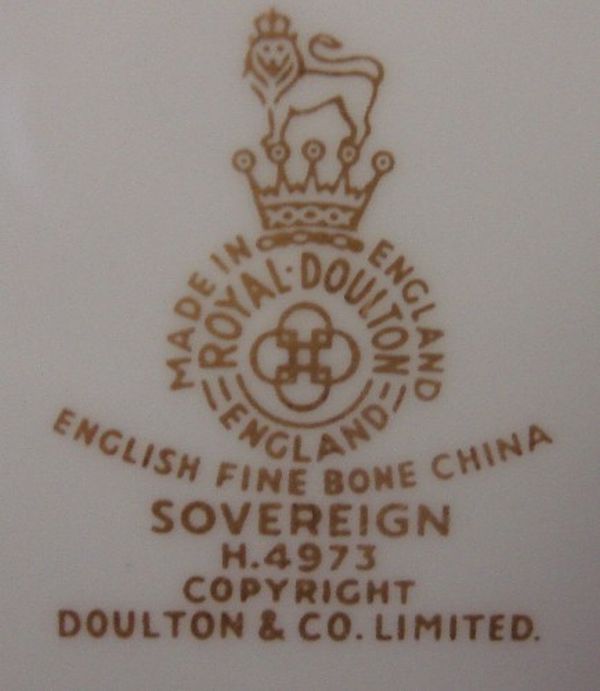 MADE IN ENGLAND
ROYAL·DOULTON
ENGLAND
ENGLISH FINE BONE CHINA
SOVEREIGN
H.4973
COPYRIGHT
DOULTON & CO. LIMITED.